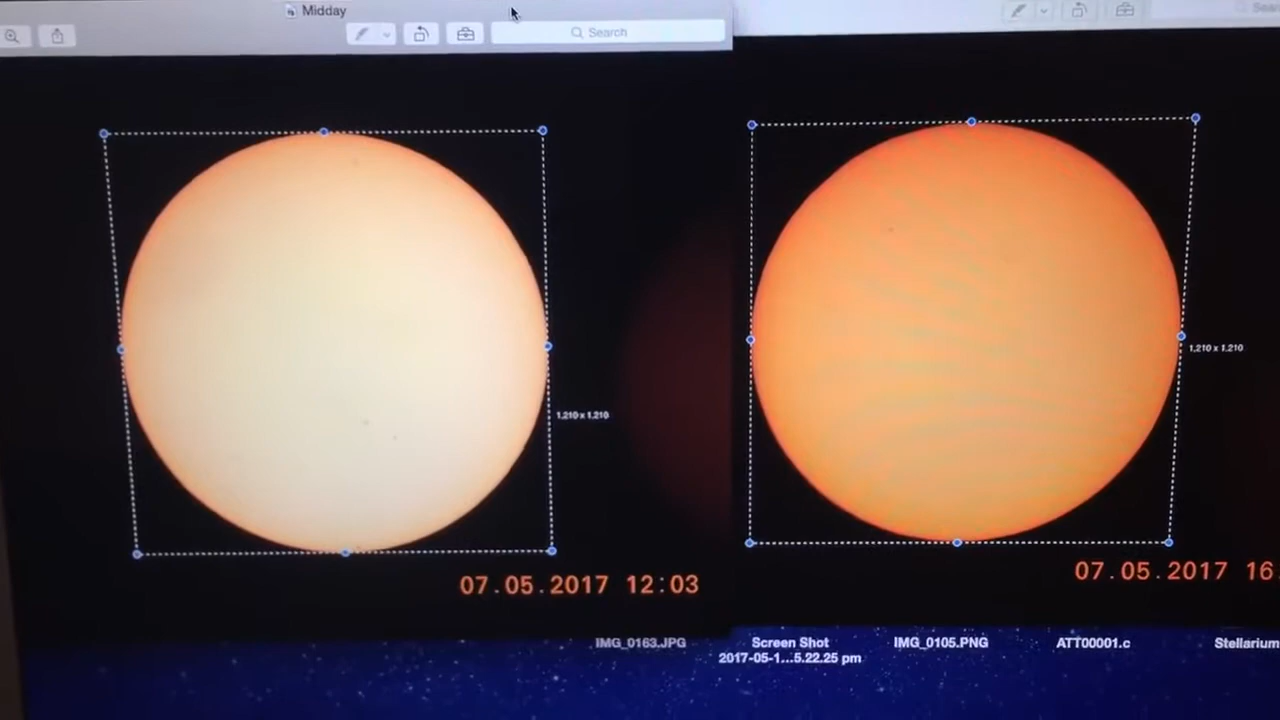 Midday
Search
1,210 x 1,210
1,210 x 1,210
07.05.2017 12:03
07.05.2017 16
IMG_0163.JPG
Screen Shot
2017-05-1...5.22.25 pm
IMG_0105.PNG
ATT00001.c
Stellarium